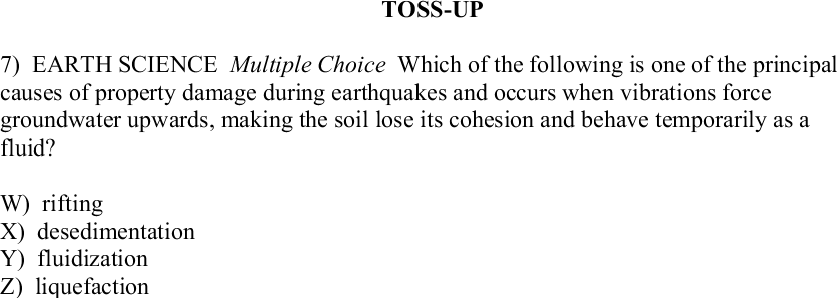 TOSS-UP
7) EARTH SCIENCE Multiple Choice Which of the following is one of the principal
causes of property damage during earthquakes and occurs when vibrations force
groundwater upwards, making the soil lose its cohesion and behave temporarily as a
fluid?
W) rifting
X) desedimentation
Y) fluidization
Z) liquefaction